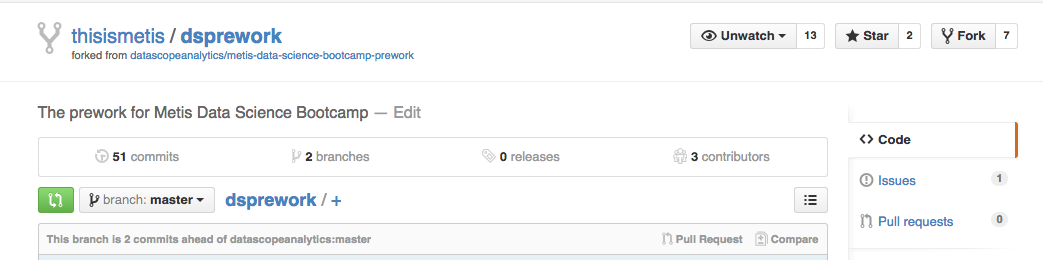 thisismetis / dsprework
forked from datascopeanalytics/metis-data-science-bootcamp-prework
Unwatch 13 Star 2 Fork 7
The prework for Metis Data Science Bootcamp — Edit
51 commits 2 branches 0 releases 3 contributors
Code
Issues 1
Pull requests 0
branch: master dsprework / +
This branch is 2 commits ahead of datascopeanalytics:master Pull Request Compare